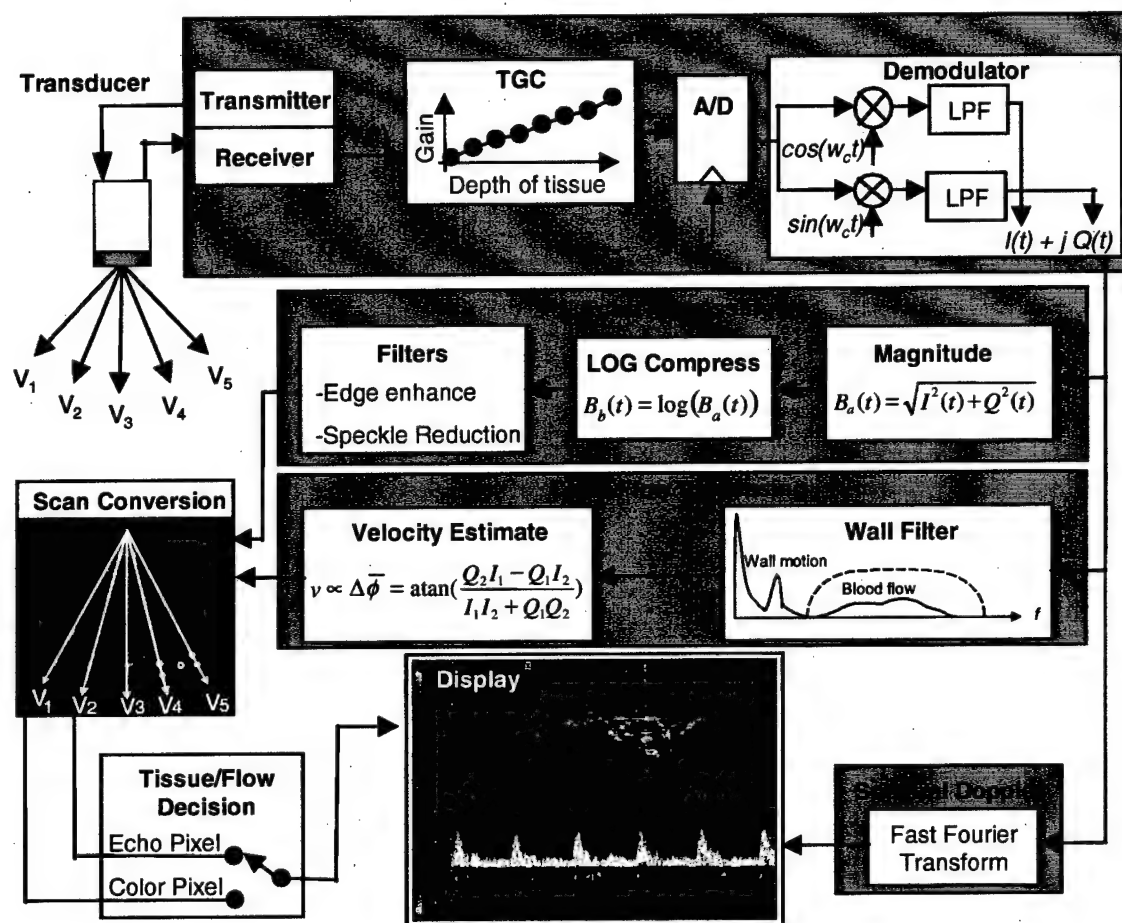 Transducer
Transmitter
Receiver
TGC
Gain
Depth of tissue
A/D
Demodulator
LPF
cos(w_c t)
LPF
sin(w_c t)
I(t) + j Q(t)
V₁
V₂
V₃
V₄
V₅
Filters
-Edge enhance
-Speckle Reduction
LOG Compress
B_b(t) = log(B_a(t))
Magnitude
B_a(t) = √(I²(t) + Q²(t))
Scan Conversion
V₁ V₂ V₃ V₄ V₅
Velocity Estimate
v ∝ Δφ̅ = atan((Q₂I₁ − Q₁I₂) / (I₁I₂ + Q₁Q₂))
Wall Filter
Wall motion
Blood flow
f
Display
Tissue/Flow
Decision
Echo Pixel
Color Pixel
Doppler
Fast Fourier
Transform